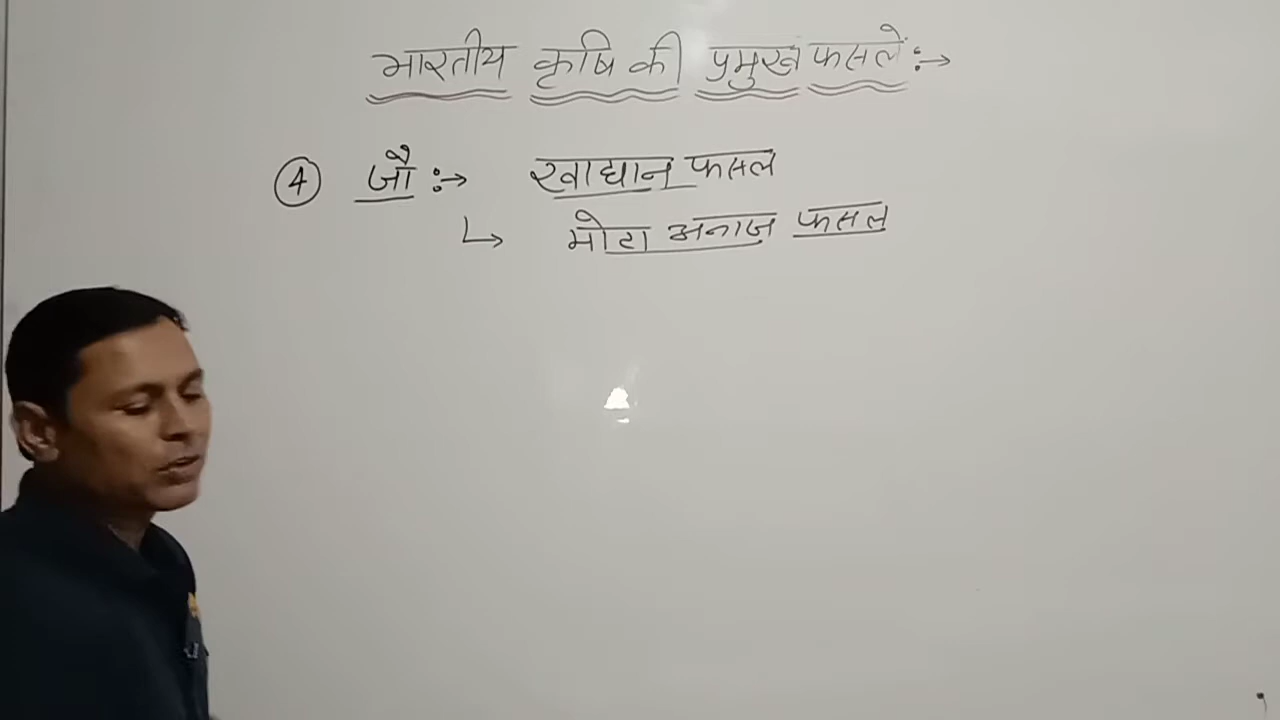 भारतीय कृषि की प्रमुख फसलें :→
④ जौ :→ खाद्यान फसल
↳ मोटा अनाज फसल